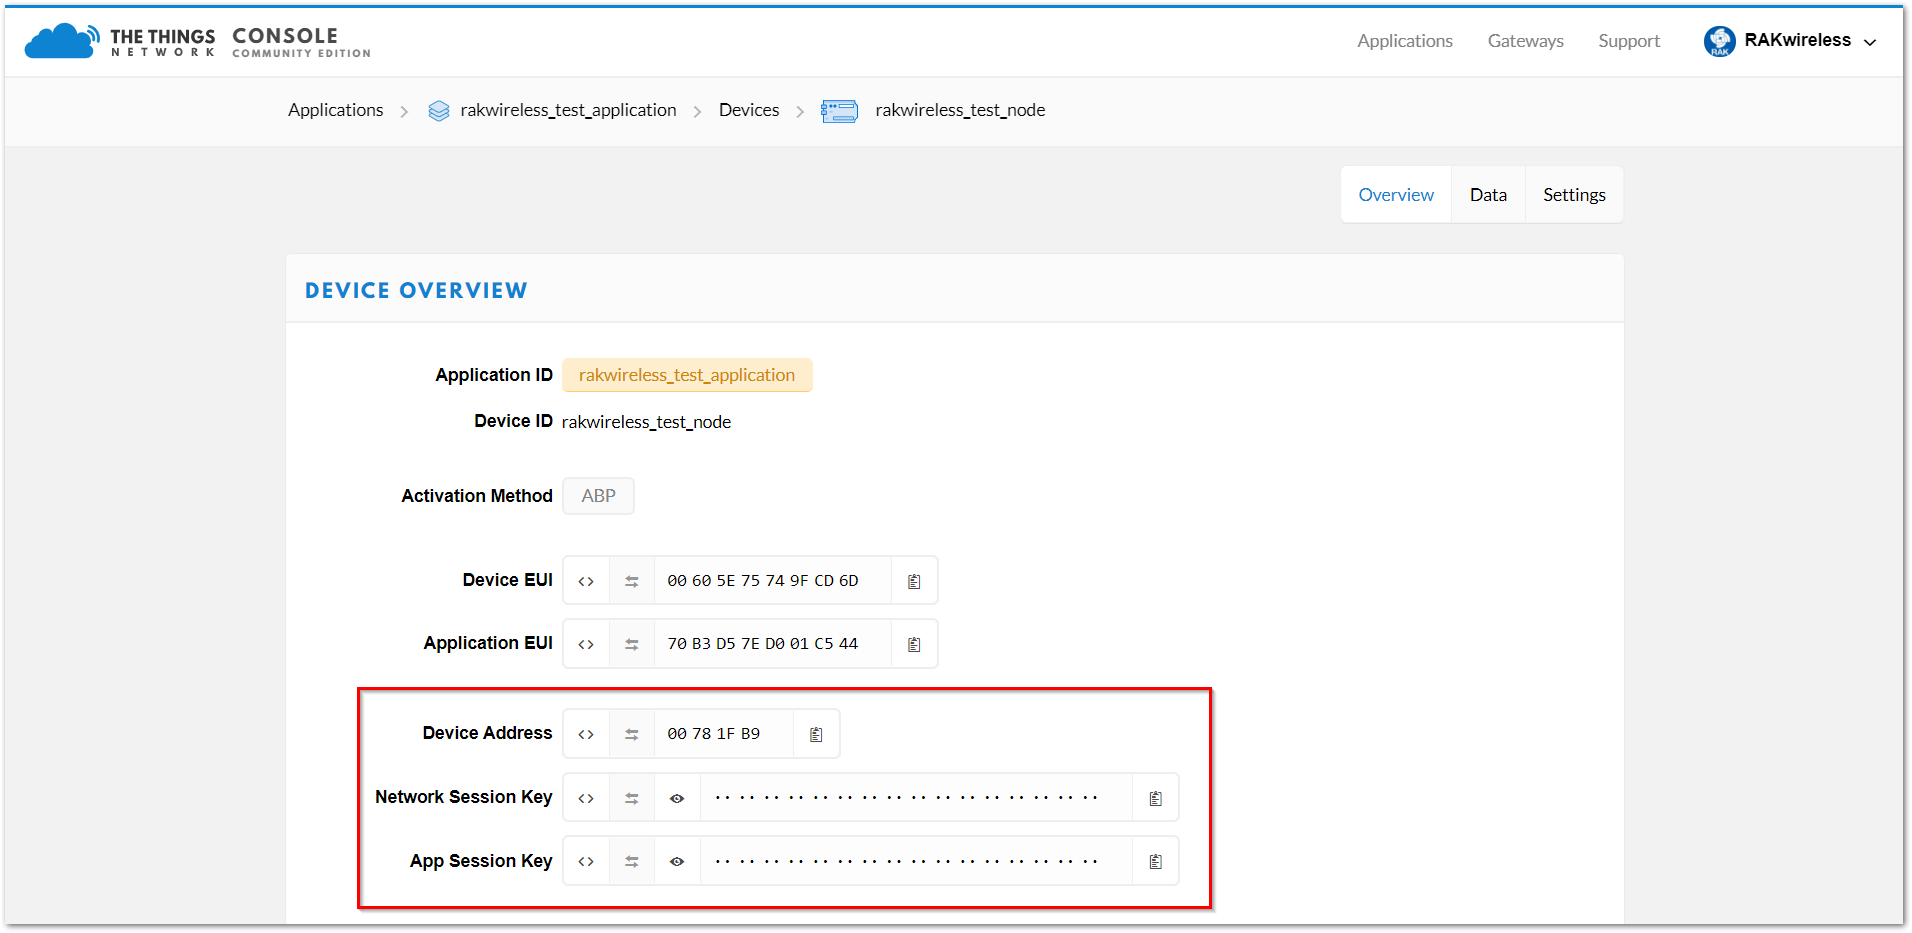 THE THINGS NETWORK CONSOLE COMMUNITY EDITION
Applications Gateways Support RAK RAKwireless
Applications rakwireless_test_application Devices rakwireless_test_node
Overview Data Settings
DEVICE OVERVIEW
Application ID rakwireless_test_application
Device ID rakwireless_test_node
Activation Method ABP
Device EUI <> 00 60 5E 75 74 9F CD 6D
Application EUI <> 70 B3 D5 7E D0 01 C5 44
Device Address <> 00 78 1F B9
Network Session Key <> ·· ·· ·· ·· ·· ·· ·· ·· ·· ·· ·· ·· ·· ·· ·· ··
App Session Key <> ·· ·· ·· ·· ·· ·· ·· ·· ·· ·· ·· ·· ·· ·· ·· ··